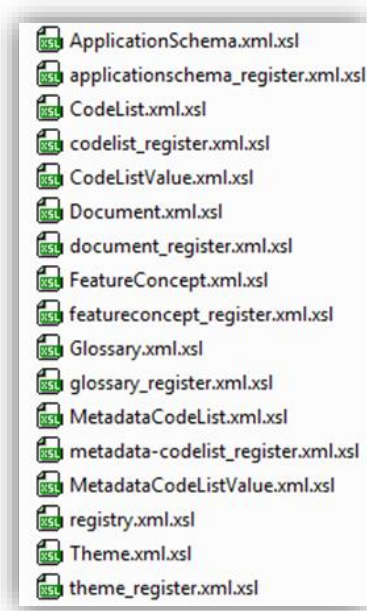 ApplicationSchema.xml.xsl
applicationschema_register.xml.xsl
CodeList.xml.xsl
codelist_register.xml.xsl
CodeListValue.xml.xsl
Document.xml.xsl
document_register.xml.xsl
FeatureConcept.xml.xsl
featureconcept_register.xml.xsl
Glossary.xml.xsl
glossary_register.xml.xsl
MetadataCodeList.xml.xsl
metadata-codelist_register.xml.xsl
MetadataCodeListValue.xml.xsl
registry.xml.xsl
Theme.xml.xsl
theme_register.xml.xsl